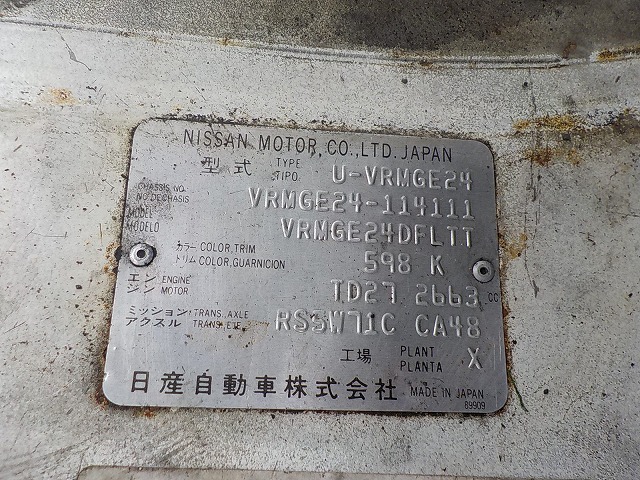 NISSAN MOTOR, CO., LTD. JAPAN
型式 TYPE TIPO. U-VRMGE24
CHASSIS NO. NO DECHASIS VRMGE24-114111
MODEL MODELO VRMGE24DFLTT
カラー COLOR, TRIM
トリム COLOR, GUARNICION 598 K
エン ENGINE
ジン MOTOR TD27 2663 CC
ミッション TRANS, AXLE
アクスル TRANS, ETE, RS5W71C CA48
工場 PLANT PLANTA X
日産自動車株式会社 MADE IN JAPAN
89909